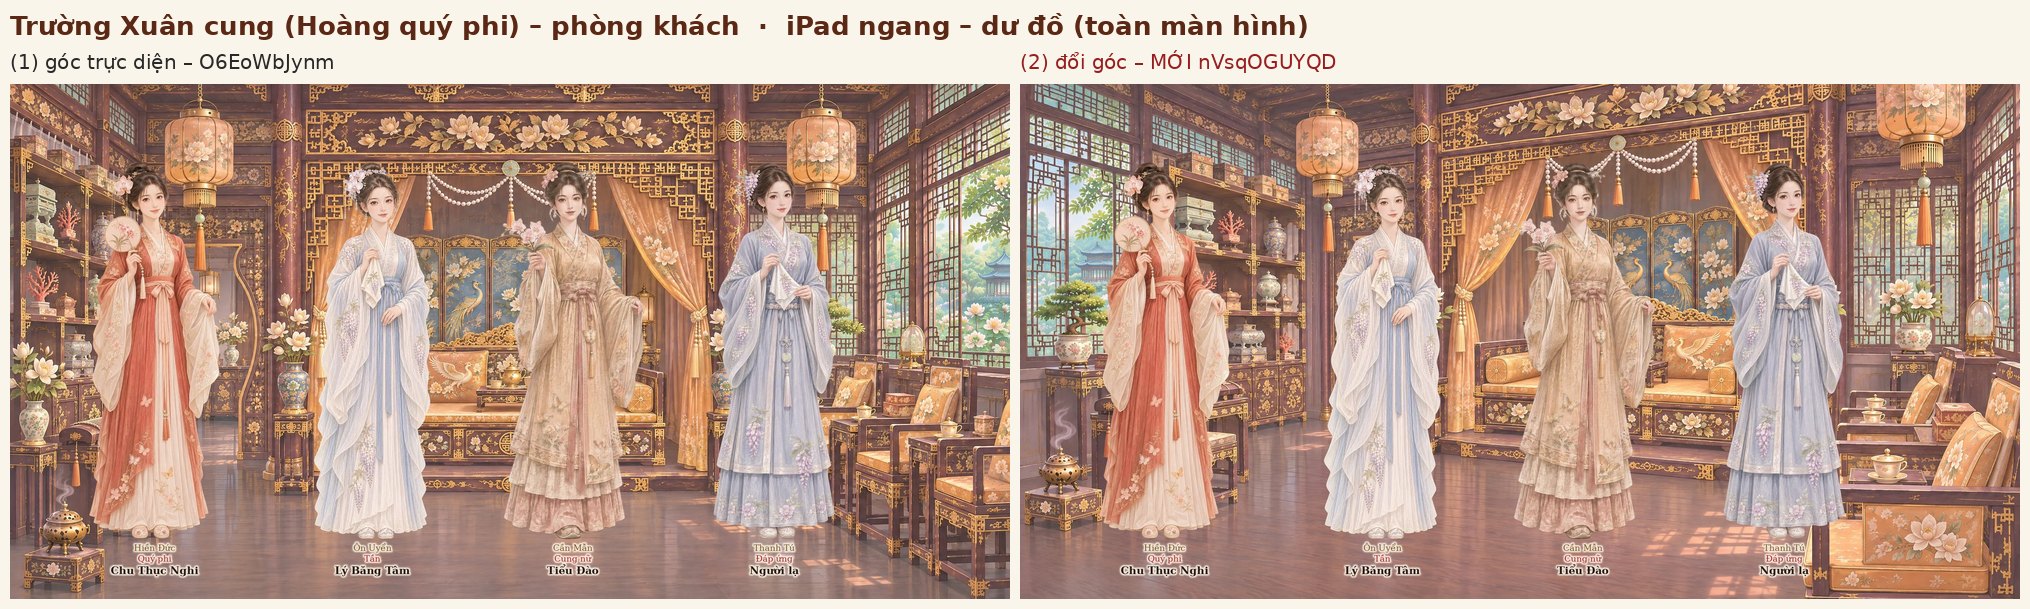 Trường Xuân cung (Hoàng quý phi) – phòng khách · iPad ngang – dư đồ (toàn màn hình)
(1) góc trực diện – O6EoWbJynm
(2) đổi góc – MỚI nVsqOGUYQD
Hiền Đức
Quý phi
Chu Thục Nghi
Ôn Uyển
Tần
Lý Băng Tâm
Cần Mẫn
Cung nữ
Tiểu Đào
Thanh Tú
Đáp ứng
Người lạ
Hiền Đức
Quý phi
Chu Thục Nghi
Ôn Uyển
Tần
Lý Băng Tâm
Cần Mẫn
Cung nữ
Tiểu Đào
Thanh Tú
Đáp ứng
Người lạ